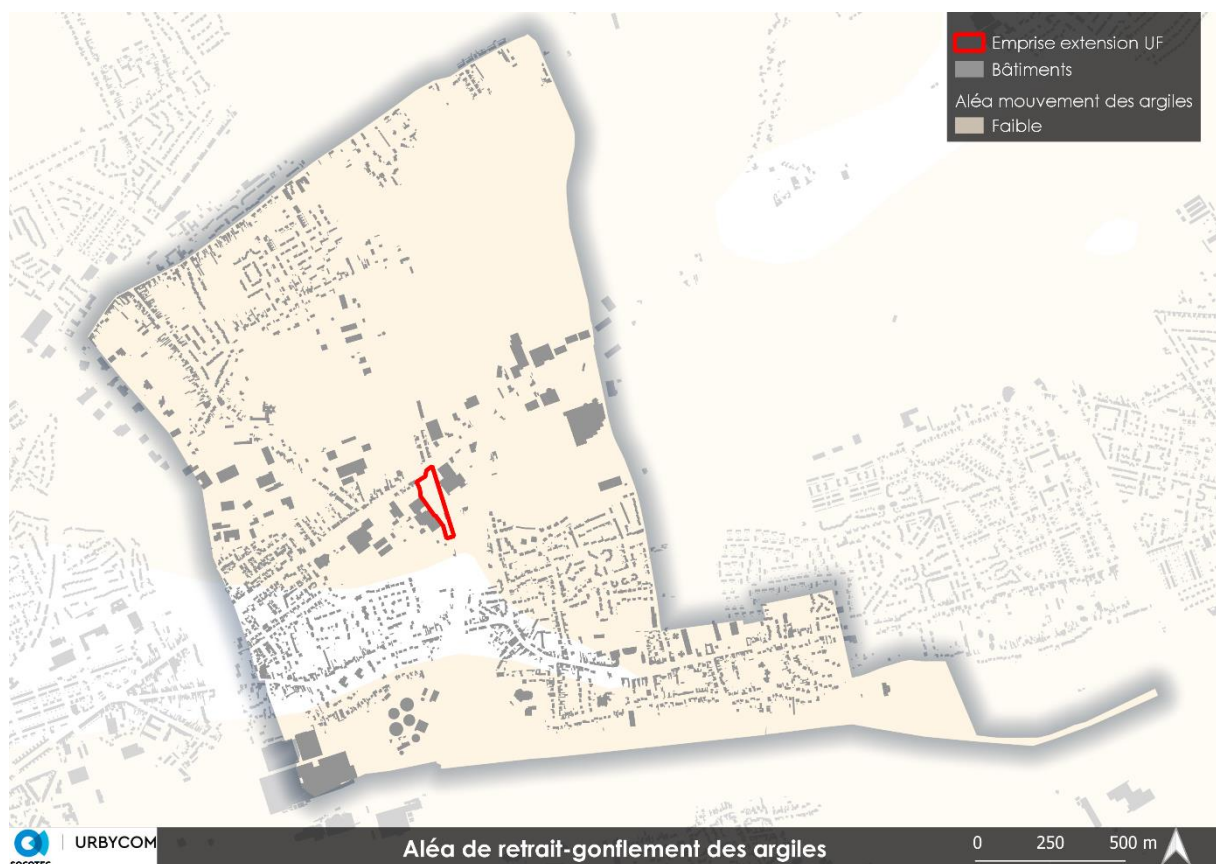 Emprise extension UF
Bâtiments
Aléa mouvement des argiles
Faible
URBYCOM
Aléa de retrait-gonflement des argiles
0 250 500 m